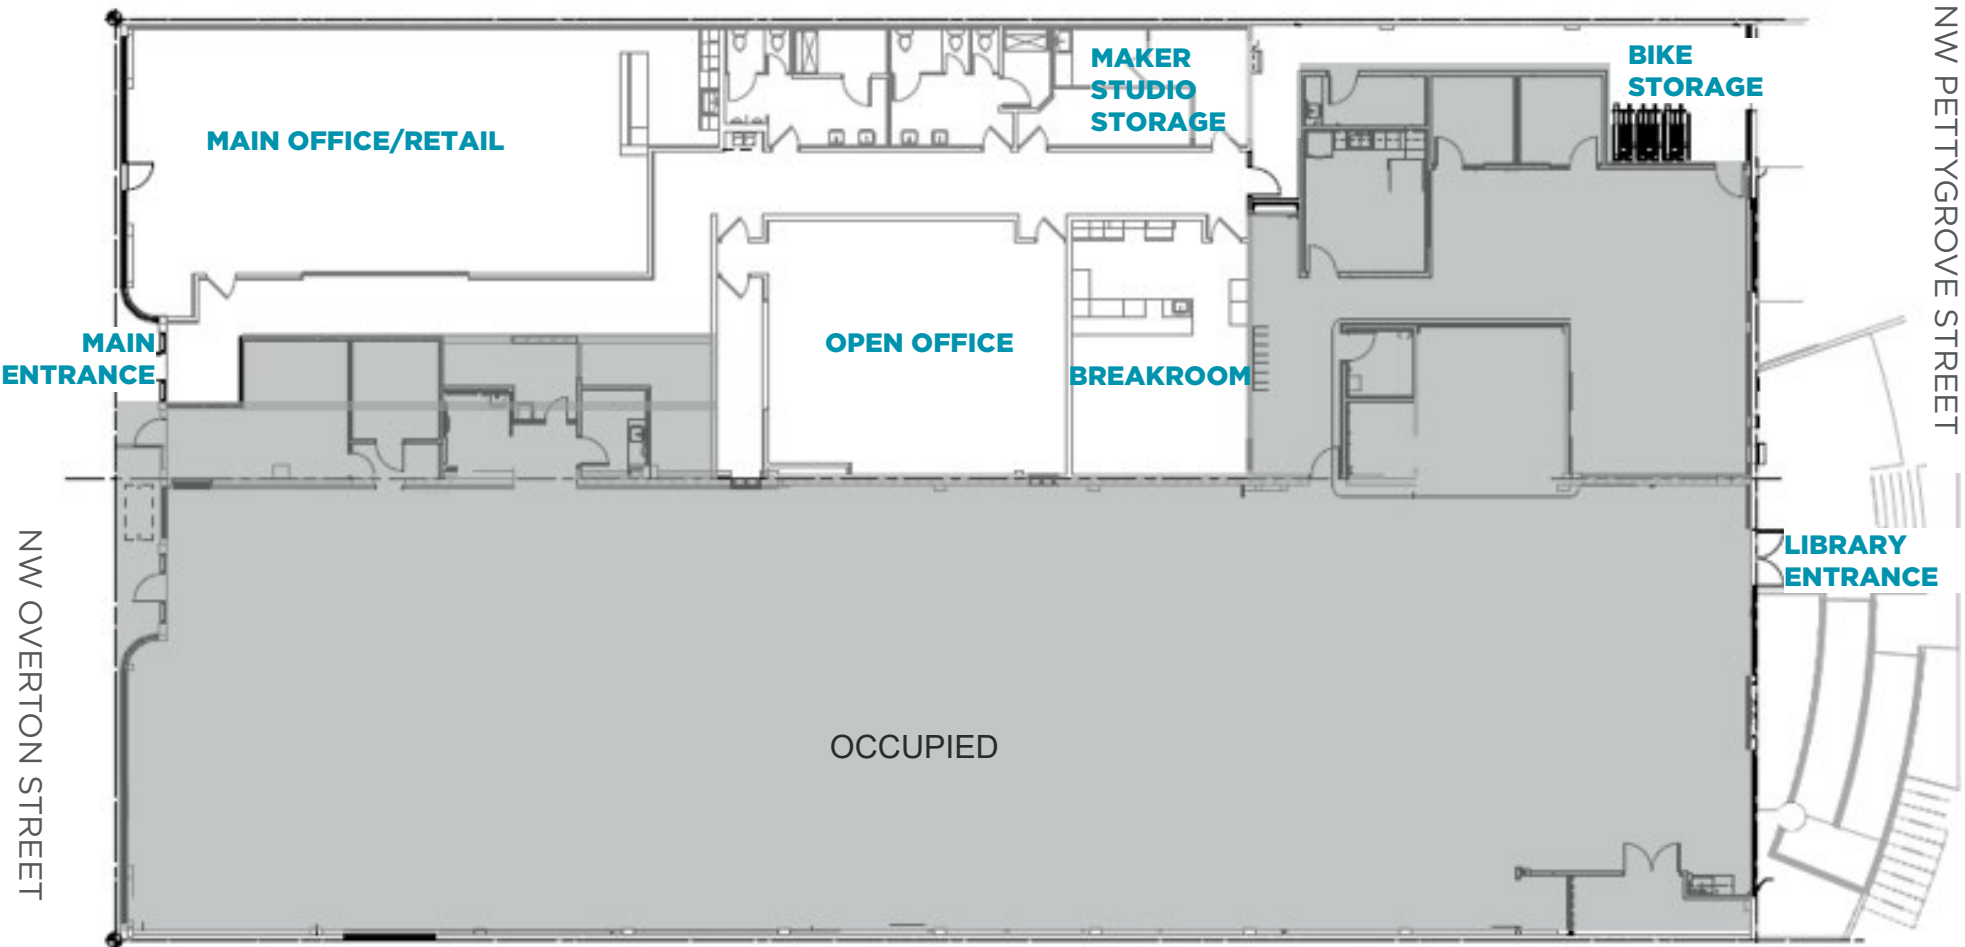 MAIN OFFICE/RETAIL
MAKER
STUDIO
STORAGE
BIKE
STORAGE
NW PETTYGROVE STREET
MAIN
ENTRANCE
OPEN OFFICE
BREAKROOM
LIBRARY
ENTRANCE
NW OVERTON STREET
OCCUPIED